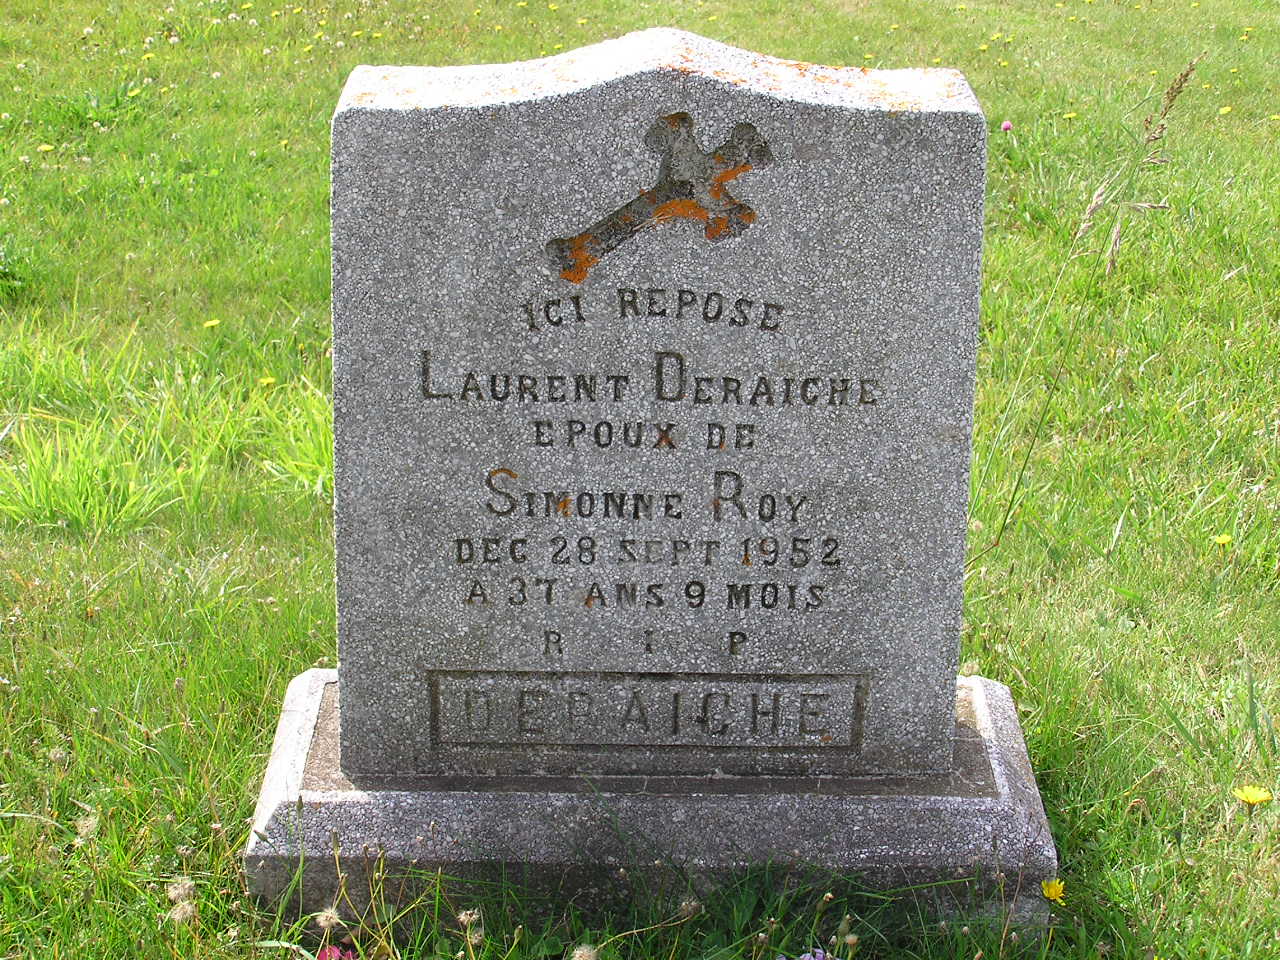 ICI REPOSE
LAURENT DERAICHE
EPOUX DE
SIMONNE ROY
DEC 28 SEPT 1952
A 37 ANS 9 MOIS
R I P
DERAICHE